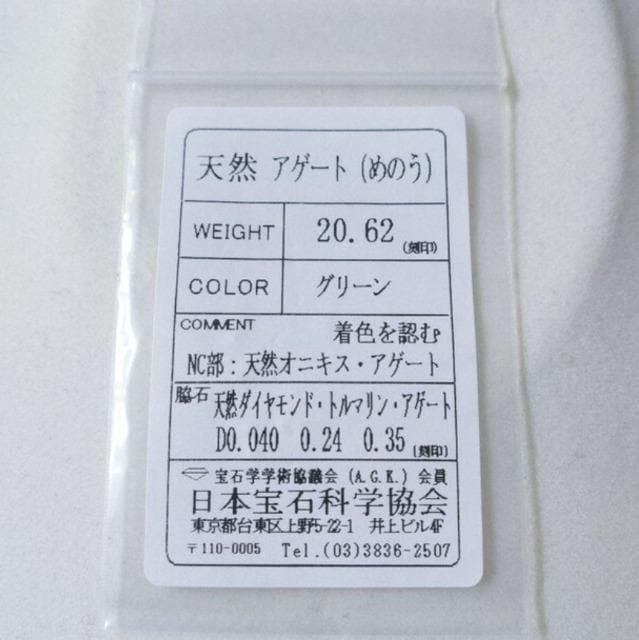 天然 アゲート (めのう)
WEIGHT 20.62 (刻印)
COLOR グリーン
COMMENT 着色を認む
NC部：天然オニキス・アゲート
脇石 天然ダイヤモンド・トルマリン・アゲート
D0.040 0.24 0.35 (刻印)
宝石学学術協議会 (A.G.K.) 会員
日本宝石科学協会
東京都台東区上野5-22-1 井上ビル4F
〒110-0005 Tel.(03)3836-2507